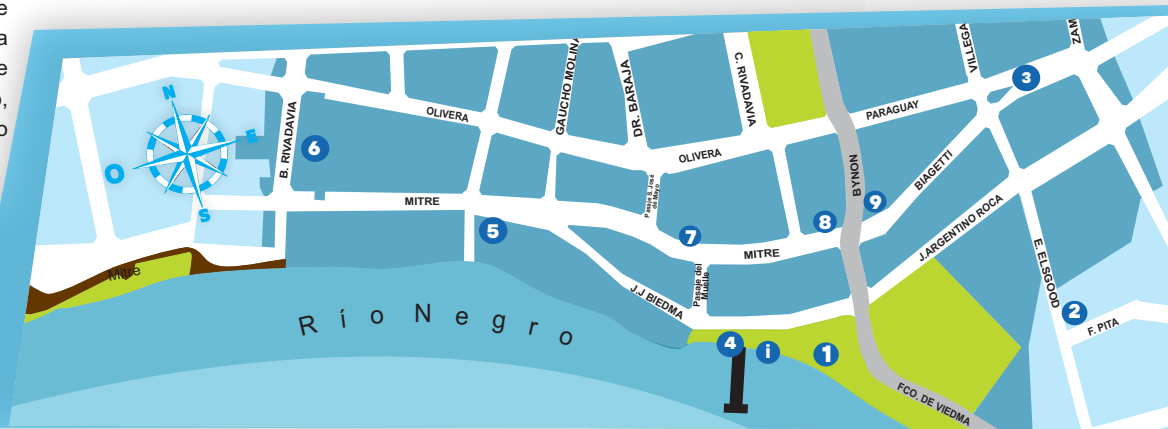 e
a
e
o,
o
N
E
O
S
B. RIVADAVIA
OLIVERA
GAUCHO MOLINA
DR. BARAJA
C. RIVADAVIA
VILLEGA
ZAM
3
PARAGUAY
6
OLIVERA
BYNON
BIAGETTI
Pasaje S. José
de Mayo
MITRE
9
8
5
7
J.ARGENTINO ROCA
MITRE
E. ELSGOOD
Mitre
Pasaje del
Muelle
J.J BIEDMA
2
F. PITA
Río Negro
4
i
1
FCO. DE VIEDMA